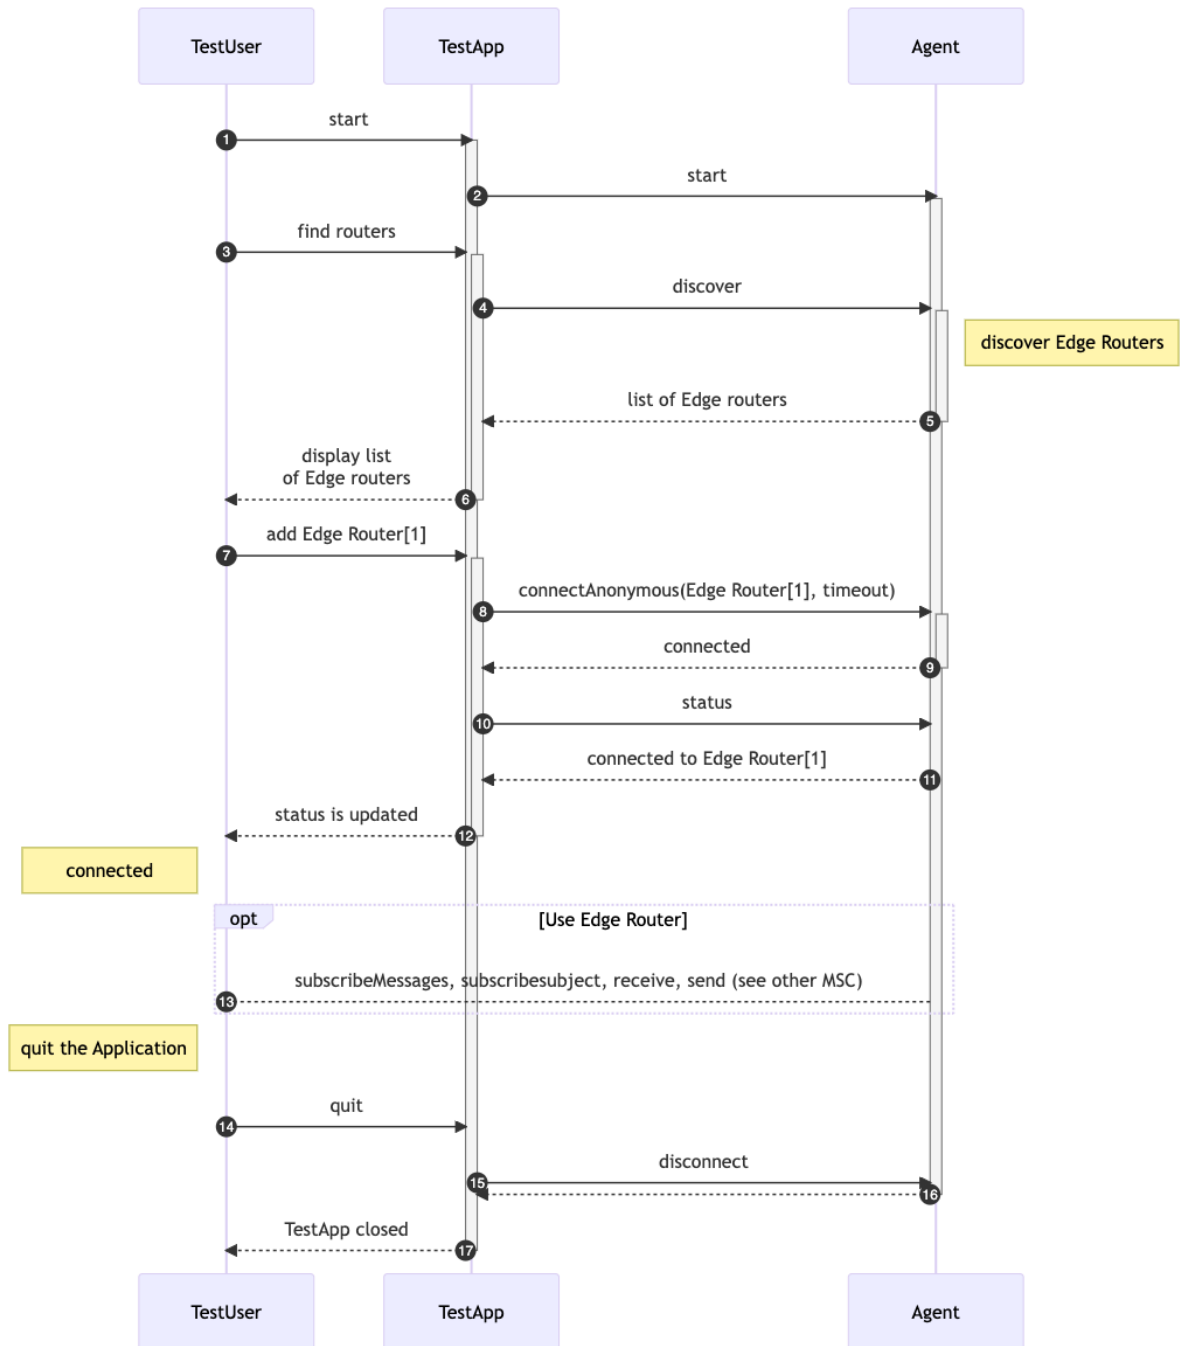 TestUser
TestApp
Agent
start
1
start
2
find routers
3
discover
4
discover Edge Routers
list of Edge routers
5
display list
of Edge routers
6
add Edge Router[1]
7
connectAnonymous(Edge Router[1], timeout)
8
connected
9
status
10
connected to Edge Router[1]
11
status is updated
12
connected
opt
[Use Edge Router]
subscribeMessages, subscribesubject, receive, send (see other MSC)
13
quit the Application
quit
14
disconnect
15
16
TestApp closed
17
TestUser
TestApp
Agent